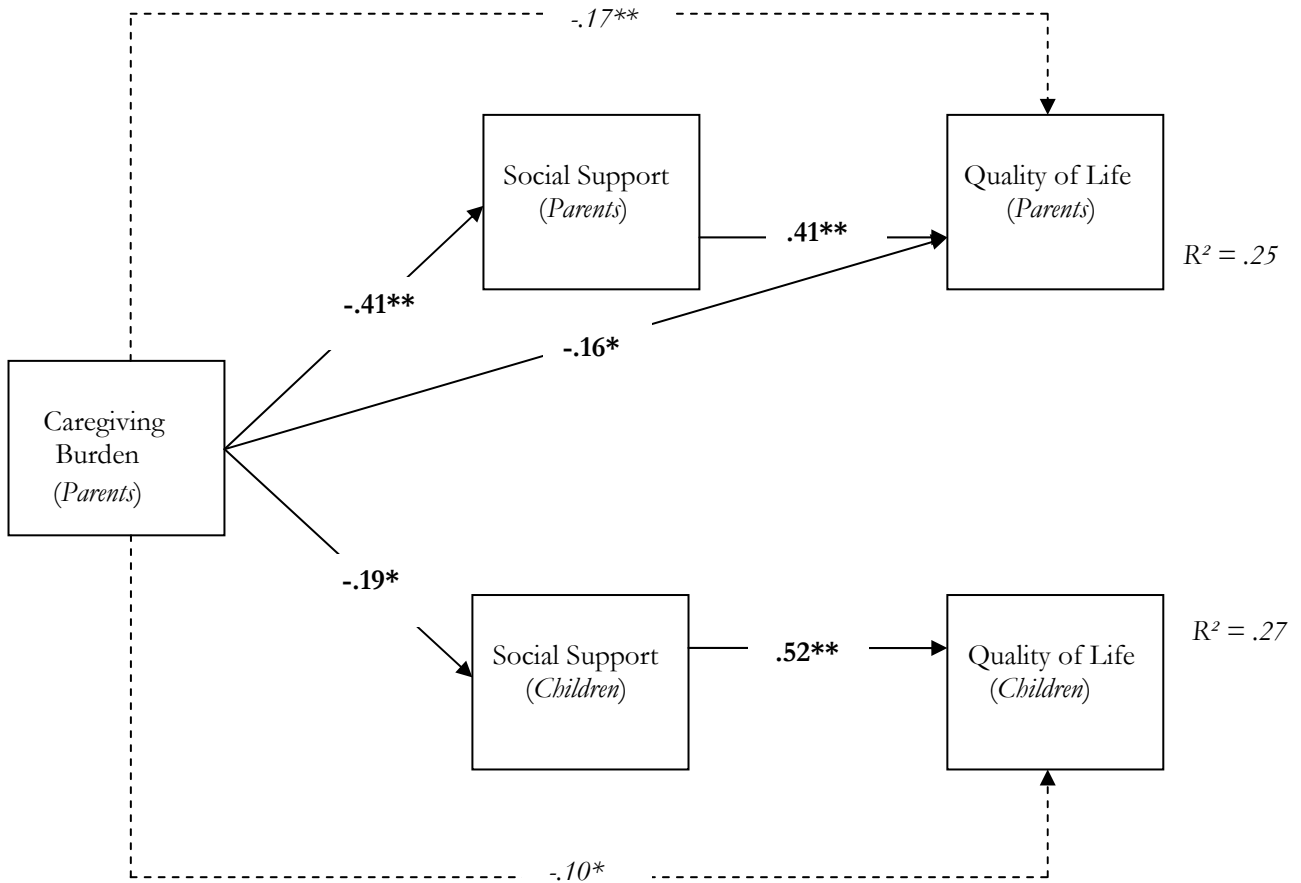 -.17**
Social Support
(Parents)
Quality of Life
(Parents)
.41**
R² = .25
-.41**
-.16*
Caregiving
Burden
(Parents)
-.19*
Social Support
(Children)
.52**
Quality of Life
(Children)
R² = .27
-.10*